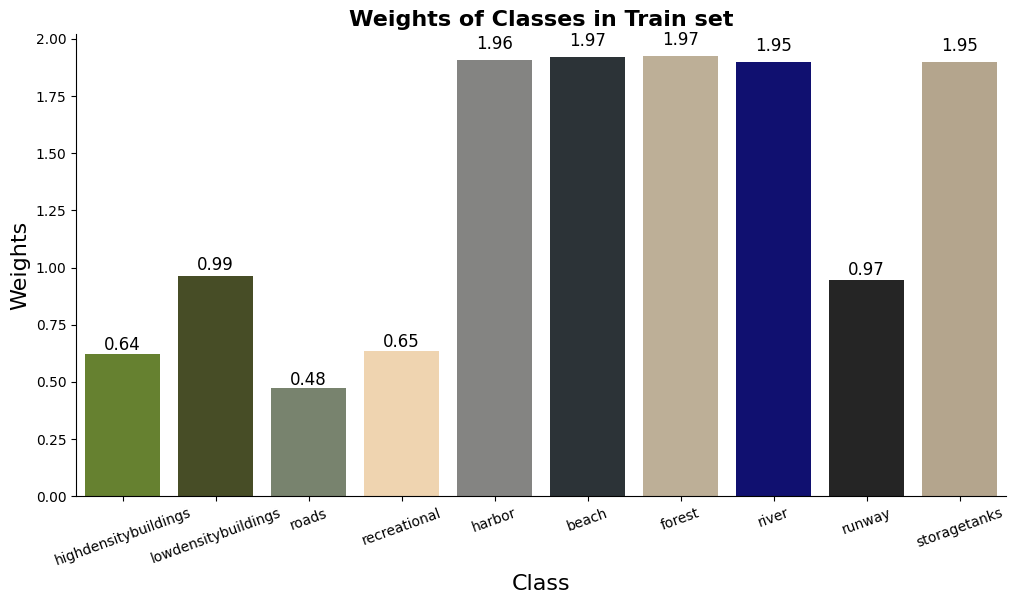 Weights of Classes in Train set
Weights
2.00
1.75
1.50
1.25
1.00
0.75
0.50
0.25
0.00
0.64
0.99
0.48
0.65
1.96
1.97
1.97
1.95
0.97
1.95
highdensitybuildings
lowdensitybuildings
roads
recreational
harbor
beach
forest
river
runway
storagetanks
Class